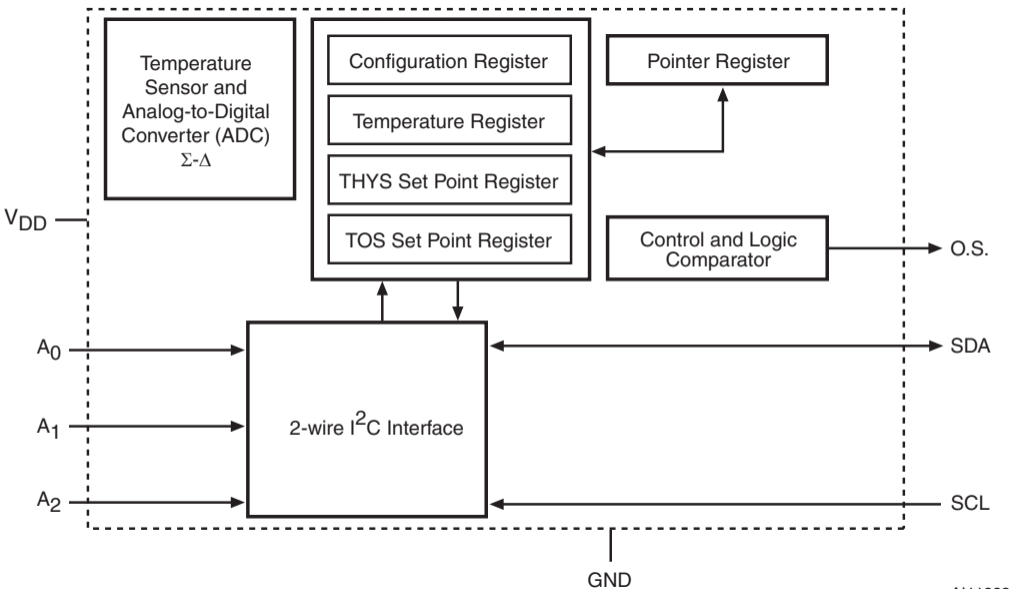 Temperature
Sensor and
Analog-to-Digital
Converter (ADC)
Σ-Δ
Configuration Register
Temperature Register
THYS Set Point Register
TOS Set Point Register
Pointer Register
Control and Logic
Comparator
VDD
O.S.
A0
A1
A2
2-wire I2C Interface
SDA
SCL
GND